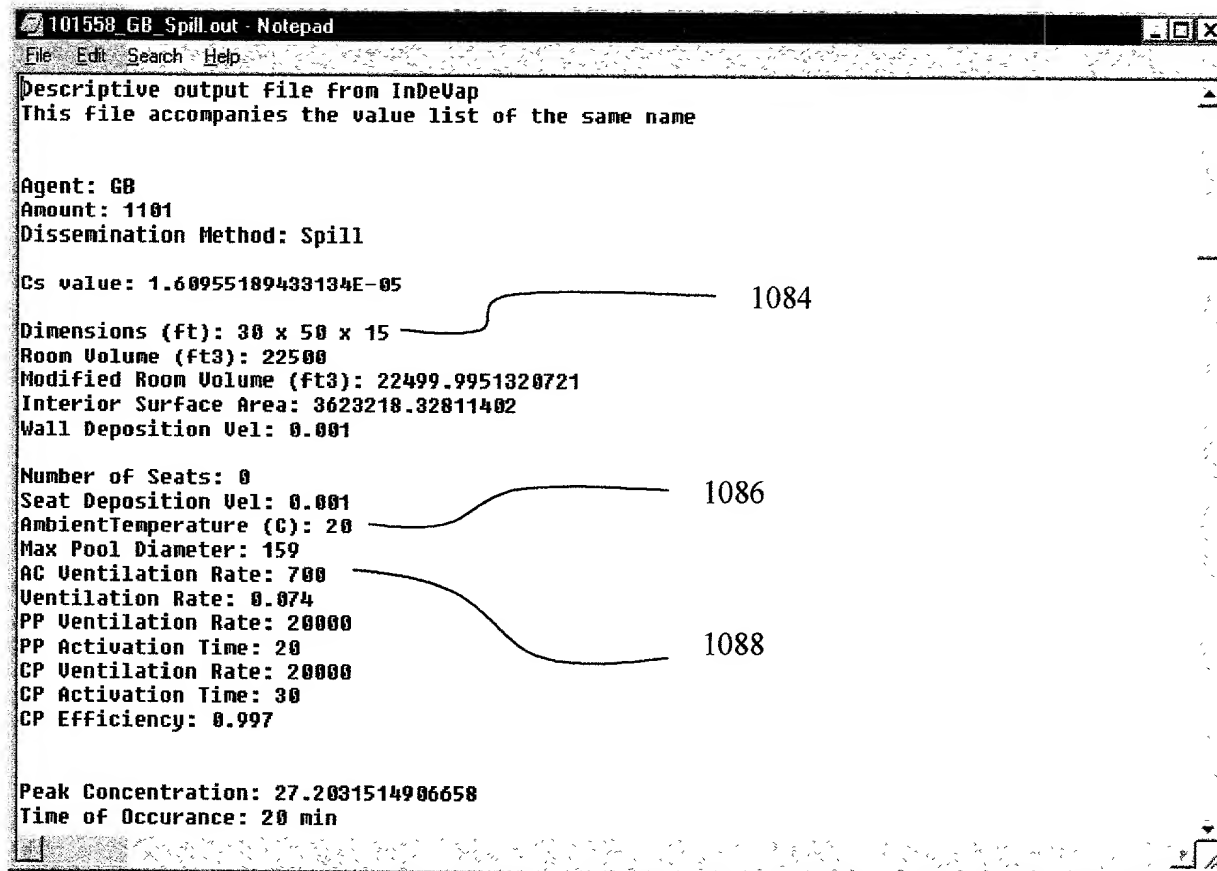 101558_GB_Spill.out - Notepad
File Edit Search Help
Descriptive output file from InDeVap
This file accompanies the value list of the same name
Agent: GB
Amount: 1101
Dissemination Method: Spill
Cs value: 1.60955189433134E-05
1084
Dimensions (ft): 30 x 50 x 15
Room Volume (ft3): 22500
Modified Room Volume (ft3): 22499.9951320721
Interior Surface Area: 3623218.32811402
Wall Deposition Vel: 0.001
Number of Seats: 0
Seat Deposition Vel: 0.001
1086
AmbientTemperature (C): 20
Max Pool Diameter: 159
AC Ventilation Rate: 700
Ventilation Rate: 0.074
PP Ventilation Rate: 20000
PP Activation Time: 20
1088
CP Ventilation Rate: 20000
CP Activation Time: 30
CP Efficiency: 0.997
Peak Concentration: 27.2031514906658
Time of Occurance: 20 min